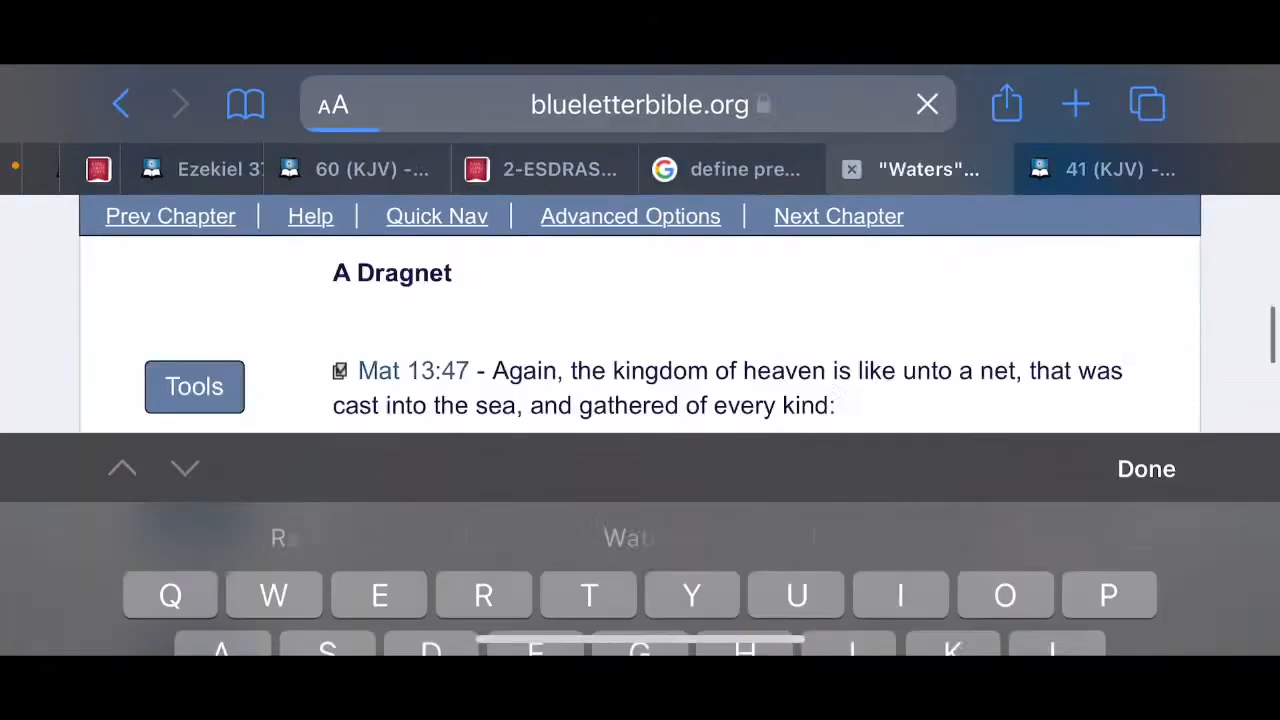 AA blueletterbible.org
Ezekiel 3 60 (KJV) -... 2-ESDRAS... define pre... "Waters"... 41 (KJV) -...
Prev Chapter | Help | Quick Nav | Advanced Options | Next Chapter
A Dragnet
Tools
Mat 13:47 - Again, the kingdom of heaven is like unto a net, that was
cast into the sea, and gathered of every kind:
Done
Q W E R T Y U I O P
A S D F G H J K L